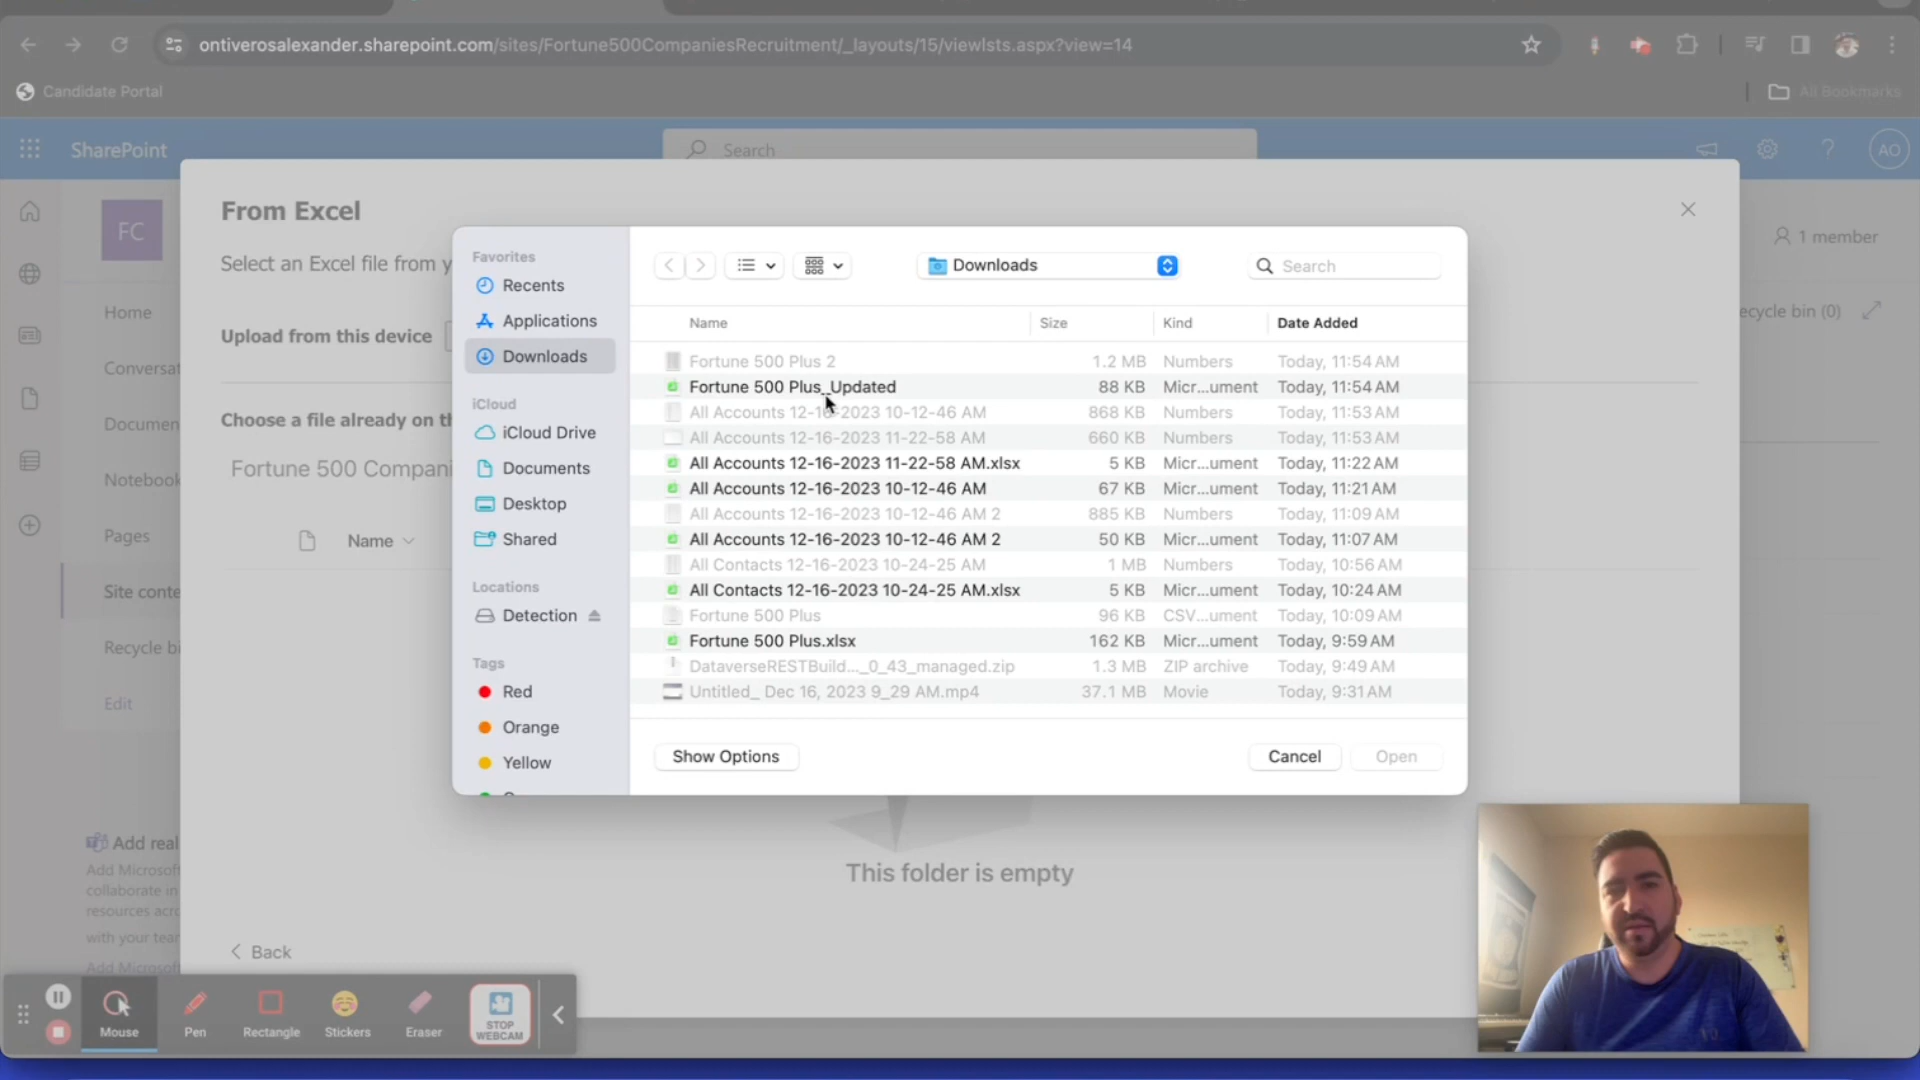 ontiverosalexander.sharepoint.com/sites/Fortune500CompaniesRecruitment/_layouts/15/viewlsts.aspx?view=14
Candidate Portal
All Bookmarks
SharePoint
Search
AO
FC
From Excel
1 member
Select an Excel file from y
Home
Upload from this device
ecycle bin (0)
Conversat
Choose a file already on th
Documen
Fortune 500 Compani
Notebook
Pages
Name
Site conte
Recycle bi
Edit
Favorites
Recents
Applications
Downloads
iCloud
iCloud Drive
Documents
Desktop
Shared
Locations
Detection
Tags
Red
Orange
Yellow
Downloads
Search
Name Size Kind Date Added
Fortune 500 Plus 2 1.2 MB Numbers Today, 11:54 AM
Fortune 500 Plus_Updated 88 KB Micr...ument Today, 11:54 AM
All Accounts 12-16-2023 10-12-46 AM 868 KB Numbers Today, 11:53 AM
All Accounts 12-16-2023 11-22-58 AM 660 KB Numbers Today, 11:53 AM
All Accounts 12-16-2023 11-22-58 AM.xlsx 5 KB Micr...ument Today, 11:22 AM
All Accounts 12-16-2023 10-12-46 AM 67 KB Micr...ument Today, 11:21 AM
All Accounts 12-16-2023 10-12-46 AM 2 885 KB Numbers Today, 11:09 AM
All Accounts 12-16-2023 10-12-46 AM 2 50 KB Micr...ument Today, 11:07 AM
All Contacts 12-16-2023 10-24-25 AM 1 MB Numbers Today, 10:56 AM
All Contacts 12-16-2023 10-24-25 AM.xlsx 5 KB Micr...ument Today, 10:24 AM
Fortune 500 Plus 96 KB CSV...ument Today, 10:09 AM
Fortune 500 Plus.xlsx 162 KB Micr...ument Today, 9:59 AM
DataverseRESTBuild..._0_43_managed.zip 1.3 MB ZIP archive Today, 9:49 AM
Untitled_ Dec 16, 2023 9_29 AM.mp4 37.1 MB Movie Today, 9:31 AM
Show Options
Cancel
Open
This folder is empty
Add real
Add Microsoft
collaborate in
resources acro
with your tear
Add Microsoft
Back
Mouse
Pen
Rectangle
Stickers
Eraser
STOP
WEBCAM